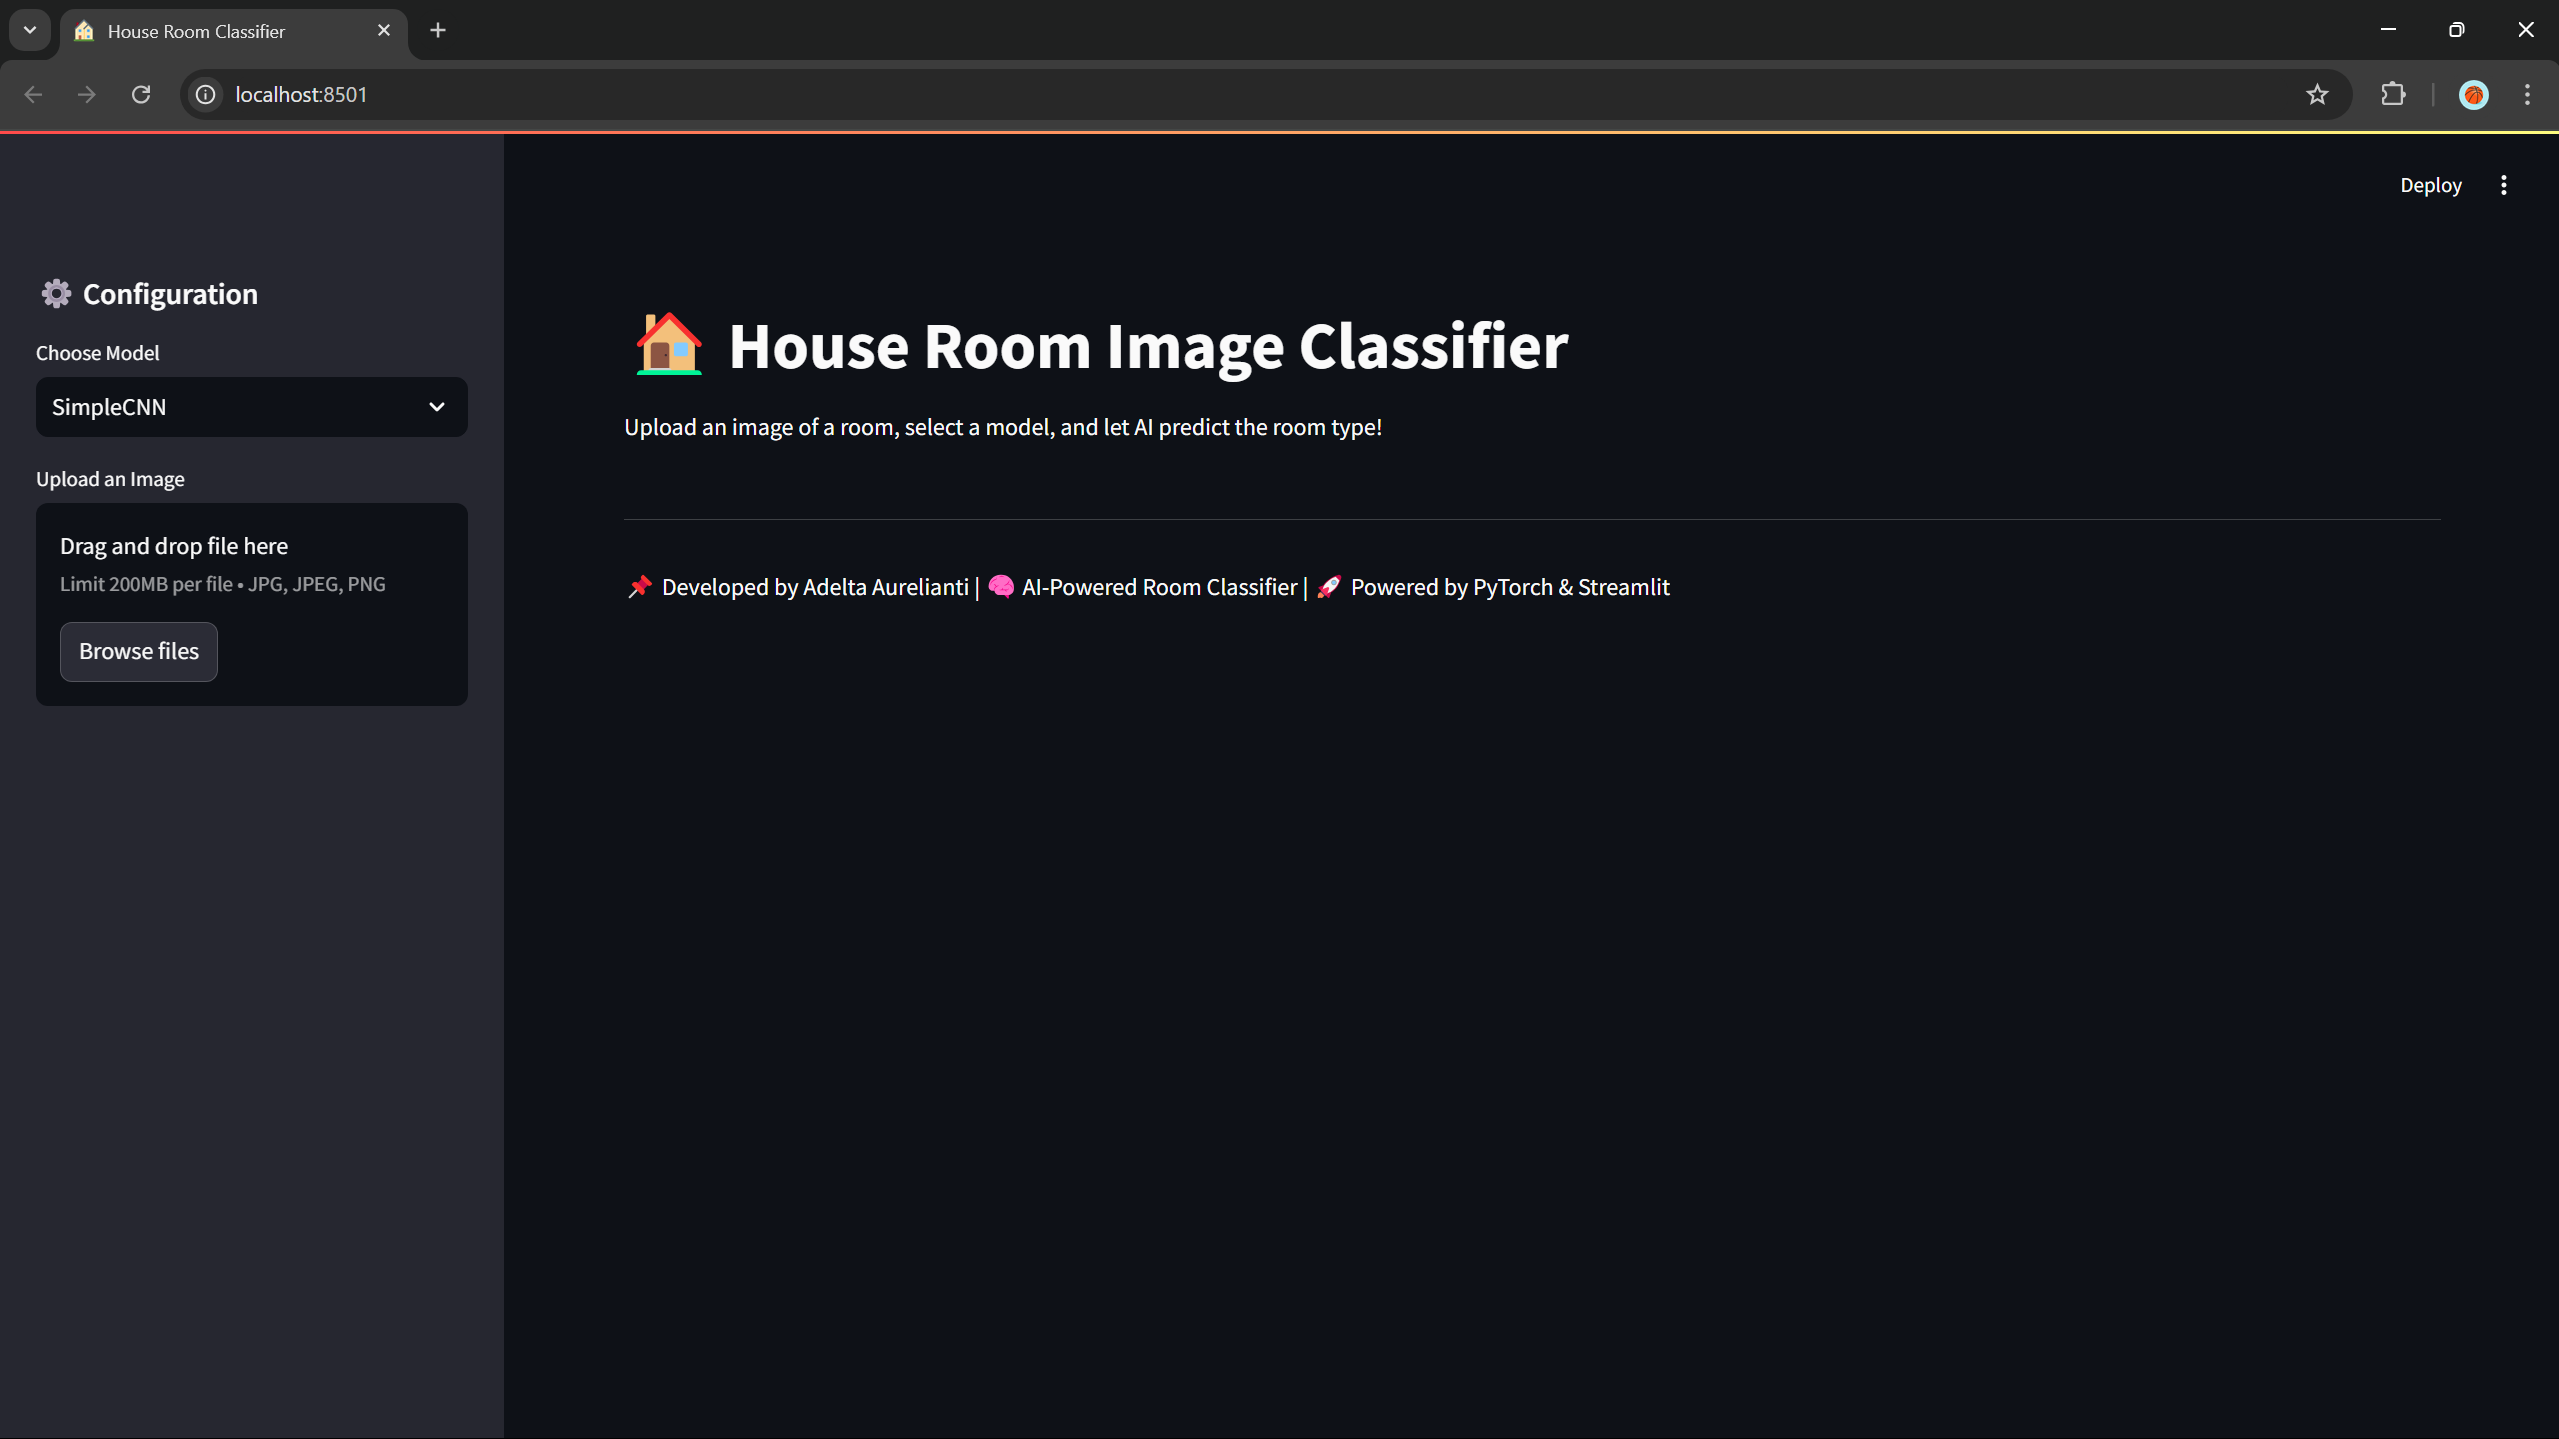 House Room Classifier
localhost:8501
Deploy
Configuration
Choose Model
SimpleCNN
Upload an Image
Drag and drop file here
Limit 200MB per file • JPG, JPEG, PNG
Browse files
House Room Image Classifier
Upload an image of a room, select a model, and let AI predict the room type!
📌 Developed by Adelta Aurelianti | 🧠 AI-Powered Room Classifier | 🚀 Powered by PyTorch & Streamlit